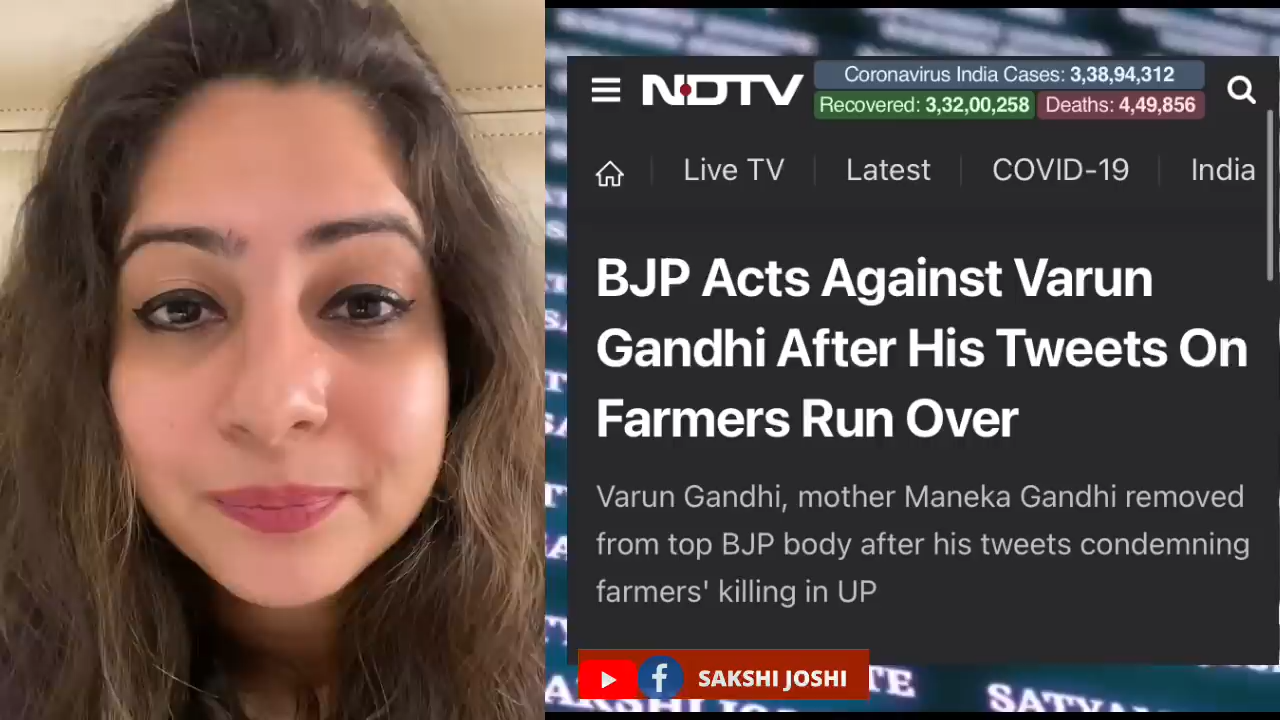 NDTV
Coronavirus India Cases: 3,38,94,312
Recovered: 3,32,00,258 Deaths: 4,49,856
Live TV Latest COVID-19 India
BJP Acts Against Varun
Gandhi After His Tweets On
Farmers Run Over
Varun Gandhi, mother Maneka Gandhi removed
from top BJP body after his tweets condemning
farmers' killing in UP
SAKSHI JOSHI